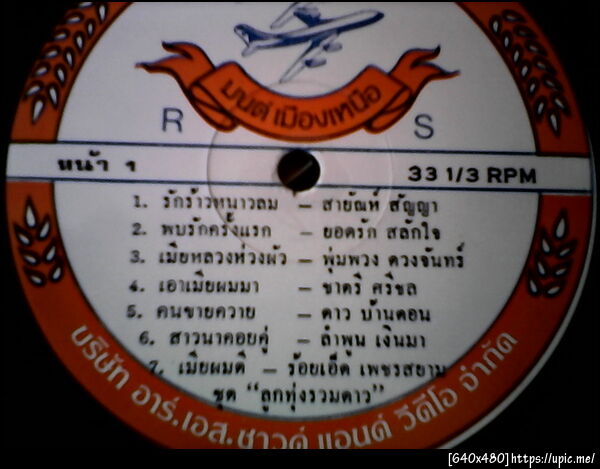 มนต์เมืองเหนือ
R S
หน้า 1
33 1/3 RPM
1. รักร้าวหนาวลม – สายัณห์ สัญญา
2. พบรักครั้งแรก – ยอดรัก สลักใจ
3. เมียหลวงห่วงผัว – พุ่มพวง ดวงจันทร์
4. เอาเมียผมมา – ชาตรี ศรีชล
5. คนขายควาย – ดาว บ้านดอน
6. สาวนาคอยคู่ – ลำพูน เงินมา
7. เมียผมดี – ร้อยเอ็ด เพชรสยาม
ชุด "ลูกทุ่งรวมดาว"
บริษัท อาร์.เอส.ซาวด์ แอนด์ วีดีโอ จำกัด
[640x480]https://upic.me/